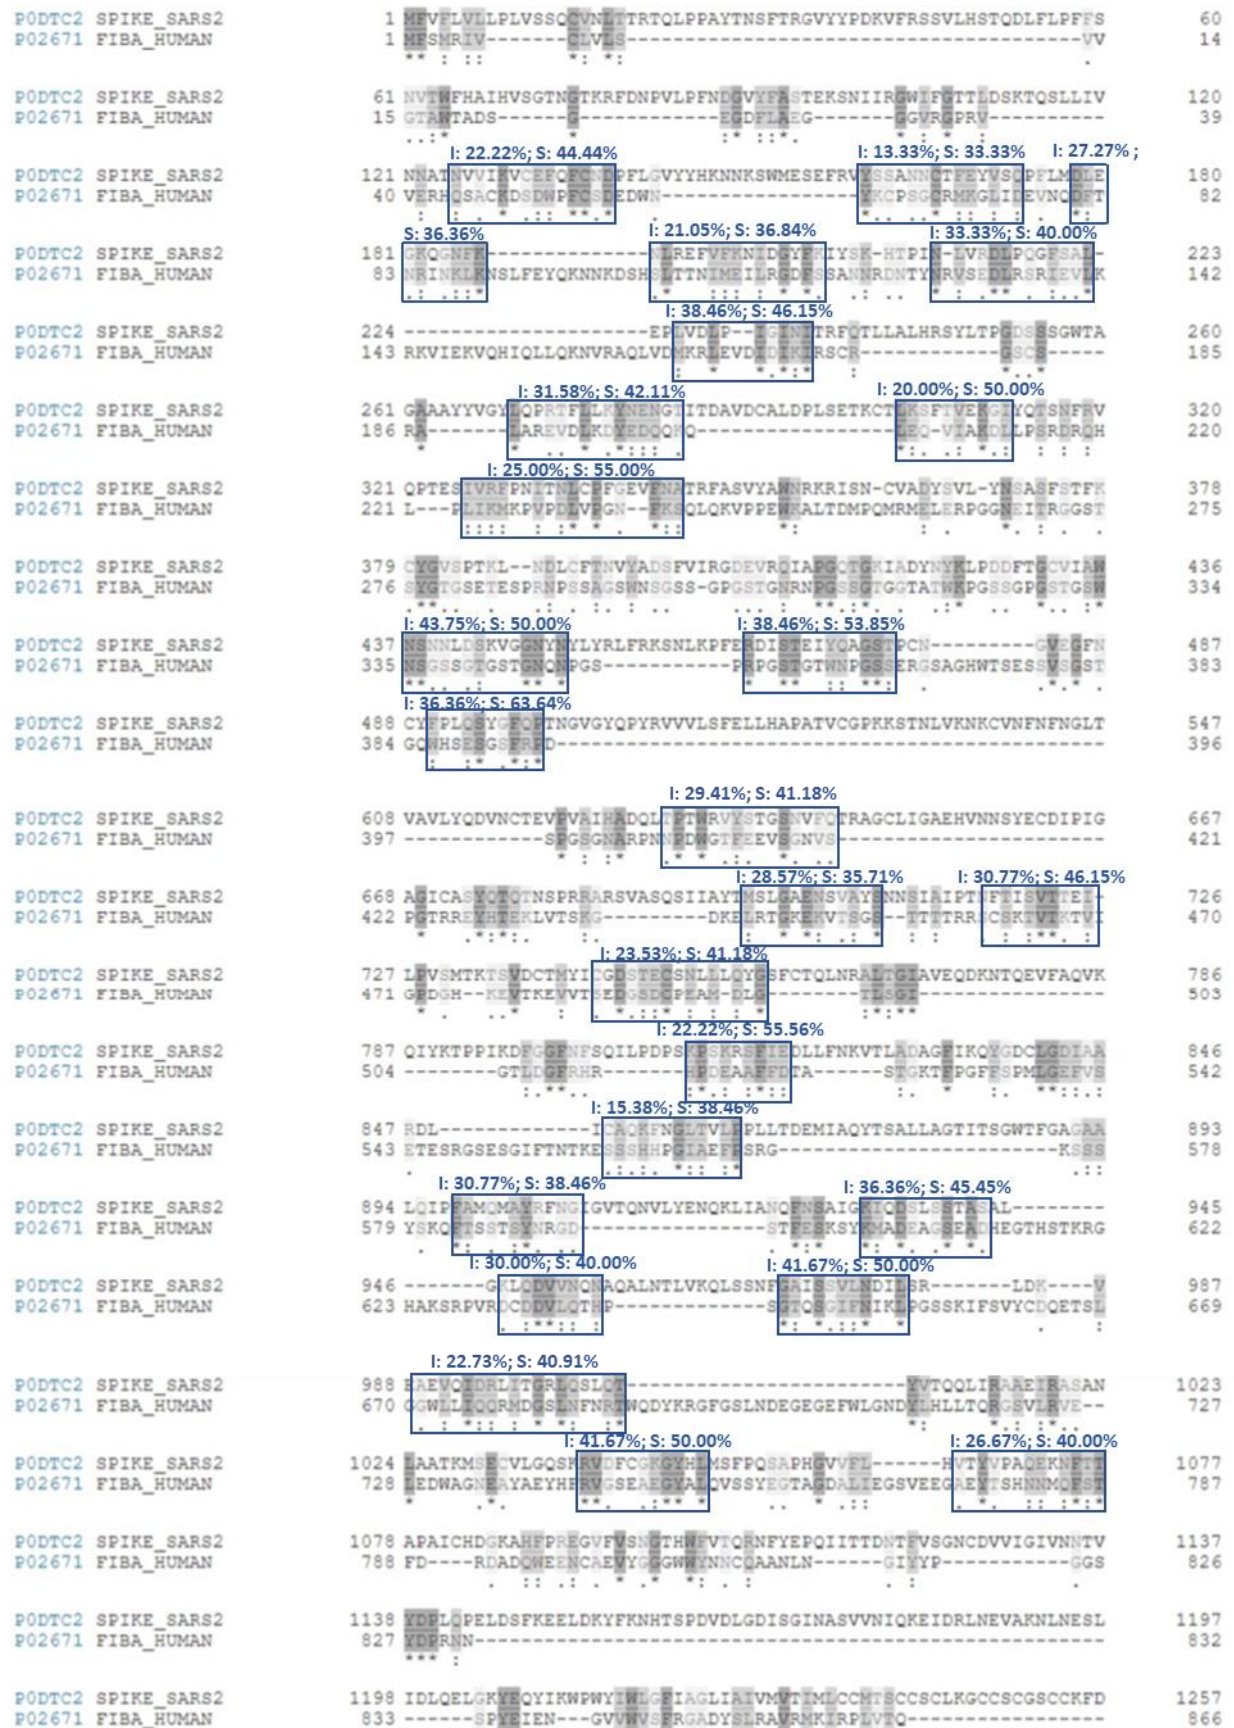 P0DTC2 SPIKE_SARS2 1 MFVFLVLLPLVSSQCVNLTTRTQLPPAYTNSFTRGVYYPDKVFRSSVLHSTQDLFLPFFS 60
P02671 FIBA_HUMAN 1 MFSMRIV-------CLVLS---------------------------------------VV 14
P0DTC2 SPIKE_SARS2 61 NVTWFHAIHVSGTNGTKRFDNPVLPFNDGVYFASTEKSNIIRGWIFGTTLDSKTQSLLIV 120
P02671 FIBA_HUMAN 15 GTAWTADS------G------------EGDFLAEG-------GGVRGPRV---------- 39
I: 22.22%; S: 44.44% I: 13.33%; S: 33.33% I: 27.27% ;
P0DTC2 SPIKE_SARS2 121 NNATNVVIKVCEFQFCNDPFLGVYYHKNNKSWMESEFRVYSSANNCTFEYVSQPFLMDLE 180
P02671 FIBA_HUMAN 40 VERHQSACKDSDWPFCSDEDWN-----------------YKCPSGCRMKGLIDEVNQDFT 82
S: 36.36% I: 21.05%; S: 36.84% I: 33.33%; S: 40.00%
P0DTC2 SPIKE_SARS2 181 GKQGNFK--------------NLREFVFKNIDGYFKIYSK-HTPIN-LVRDLPQGFSAL- 223
P02671 FIBA_HUMAN 83 NRINKLKNSLFEYQKNNKDSHSLTTNIMEILRGDFSSANNRDNTYNRVSEDLRSRIEVLK 142
I: 38.46%; S: 46.15%
P0DTC2 SPIKE_SARS2 224 ---------------------EPLVDLP--IGINITRFQTLLALHRSYLTPGDSSSGWTA 260
P02671 FIBA_HUMAN 143 RKVIEKVQHIQLLQKNVRAQLVDMKRLEVDIDIKIRSCR------------GSCS----- 185
I: 31.58%; S: 42.11% I: 20.00%; S: 50.00%
P0DTC2 SPIKE_SARS2 261 GAAAYYVGYLQPRTFLLKYNENGTITDAVDCALDPLSETKCTLKSFTVEKGIYQTSNFRV 320
P02671 FIBA_HUMAN 186 RA-------LAREVDLKDYEDQQKQ-----------------LEQ-VIAKDLLPSRDRQH 220
I: 25.00%; S: 55.00%
P0DTC2 SPIKE_SARS2 321 QPTESIVRFPNITNLCPFGEVFNATRFASVYAWNRKRISN-CVADYSVL-YNSASFSTFK 378
P02671 FIBA_HUMAN 221 L---PLIKMKPVPDLVPGN--FKSQLQKVPPEWKALTDMPQMRMELERPGGNEITRGGST 275
P0DTC2 SPIKE_SARS2 379 CYGVSPTKL--NDLCFTNVYADSFVIRGDEVRQIAPGQTGKIADYNYKLPDDFTGCVIAW 436
P02671 FIBA_HUMAN 276 SYGTGSETESPRNPSSAGSWNSGSS-GPGSTGNRNPGSSGTGGTATWKPGSSGPGSTGSW 334
I: 43.75%; S: 50.00% I: 38.46%; S: 53.85%
P0DTC2 SPIKE_SARS2 437 NSNNLDSKVGGNYNYLYRLFRKSNLKPFERDISTEIYQAGSTPCN---------GVEGFN 487
P02671 FIBA_HUMAN 335 NSGSSGTGSTGNQNPGS-----------PRPGSTGTWNPGSSERGSAGHWTSESSVSGST 383
I: 36.36%; S: 63.64%
P0DTC2 SPIKE_SARS2 488 CYFPLQSYGFQPTNGVGYQPYRVVVLSFELLHAPATVCGPKKSTNLVKNKCVNFNFNGLT 547
P02671 FIBA_HUMAN 384 GQWHSESGSFRPD----------------------------------------------- 396
I: 29.41%; S: 41.18%
P0DTC2 SPIKE_SARS2 608 VAVLYQDVNCTEVPVAIHADQLTPTWRVYSTGSNVFQTRAGCLIGAEHVNNSYECDIPIG 667
P02671 FIBA_HUMAN 397 -------------SPGSGNARPNNPDWGTFEEVSGNVS---------------------- 421
I: 28.57%; S: 35.71% I: 30.77%; S: 46.15%
P0DTC2 SPIKE_SARS2 668 AGICASYQTQTNSPRRARSVASQSIIAYTMSLGAENSVAYSNNSIAIPTNFTISVTTEI- 726
P02671 FIBA_HUMAN 422 PGTRREYHTEKLVTSKG---------DKELRTGKEKVTSGS--TTTTRRSCSKTVTKTVI 470
I: 23.53%; S: 41.18%
P0DTC2 SPIKE_SARS2 727 LPVSMTKTSVDCTMYICGDSTECSNLLLQYGSFCTQLNRALTGIAVEQDKNTQEVFAQVK 786
P02671 FIBA_HUMAN 471 GPDGH--KEVTKEVVTSEDGSDCPEAM-DLG--------TLSGI---------------- 503
I: 22.22%; S: 55.56%
P0DTC2 SPIKE_SARS2 787 QIYKTPPIKDFGGFNFSQILPDPSKPSKRSFIEDLLFNKVTLADAGFIKQYGDCLGDIAA 846
P02671 FIBA_HUMAN 504 --------GTLDGFRHR-------HPDEAAFFDTA------STGKTFPGFFSPMLGEFVS 542
I: 15.38%; S: 38.46%
P0DTC2 SPIKE_SARS2 847 RDL-------------ICAQKFNGLTVLPPLLTDEMIAQYTSALLAGTITSGWTFGAGAA 893
P02671 FIBA_HUMAN 543 ETESRGSESGIFTNTKESSSHHPGIAEFPSRG------------------------KSSS 578
I: 30.77%; S: 38.46% I: 36.36%; S: 45.45%
P0DTC2 SPIKE_SARS2 894 LQIPFAMQMAYRFNGIGVTQNVLYENQKLIANQFNSAIGKIQDSLSSTASAL-------- 945
P02671 FIBA_HUMAN 579 YSKQFTSSTSYNRGD----------------STFESKSYKMADEAGSEADHEGTHSTKRG 622
I: 30.00%; S: 40.00% I: 41.67%; S: 50.00%
P0DTC2 SPIKE_SARS2 946 -------GKLQDVVNQNAQALNTLVKQLSSNFGAISSVLNDILSR-------LDK----V 987
P02671 FIBA_HUMAN 623 HAKSRPVRDCDDVLQTHP-------------SGTQSGIFNIKLPGSSKIFSVYCDQETSL 669
I: 22.73%; S: 40.91%
P0DTC2 SPIKE_SARS2 988 EAEVQIDRLITGRLQSLQT------------------------YVTQQLIRAAEIRASAN 1023
P02671 FIBA_HUMAN 670 GGWLLIQQRMDGSLNFNRTWQDYKRGFGSLNDEGEGEFWLGNDYLHLLTQRGSVLRVE-- 727
I: 41.67%; S: 50.00% I: 26.67%; S: 40.00%
P0DTC2 SPIKE_SARS2 1024 LAATKMSECVLGQSKRVDFCGKGYHLMSFPQSAPHGVVFL------HVTYVPAQEKNFTT 1077
P02671 FIBA_HUMAN 728 LEDWAGNEAYAEYHFRVGSEAEGYALQVSSYEGTAGDALIEGSVEEGAEYTSHNNMQFST 787
P0DTC2 SPIKE_SARS2 1078 APAICHDGKAHFPREGVFVSNGTHWFVTQRNFYEPQIITTDNTFVSGNCDVVIGIVNNTV 1137
P02671 FIBA_HUMAN 788 FD----RDADQWEENCAEVYGGGWWYNNCQAANLN-----GIYYP-----------GGS 826
P0DTC2 SPIKE_SARS2 1138 YDPLQPELDSFKEELDKYFKNHTSPDVDLGDISGINASVVNIQKEIDRLNEVAKNLNESL 1197
P02671 FIBA_HUMAN 827 YDPRNN------------------------------------------------------ 832
P0DTC2 SPIKE_SARS2 1198 IDLQELGKYEQYIKWPWYIWLGFIAGLIAIVMVTIMLCCMTSCCSCLKGCCSCGSCCKFD 1257
P02671 FIBA_HUMAN 833 ------SPYEIEN---GVVWVSFRGADYSLRAVRMKIRPLVTQ----------------- 866